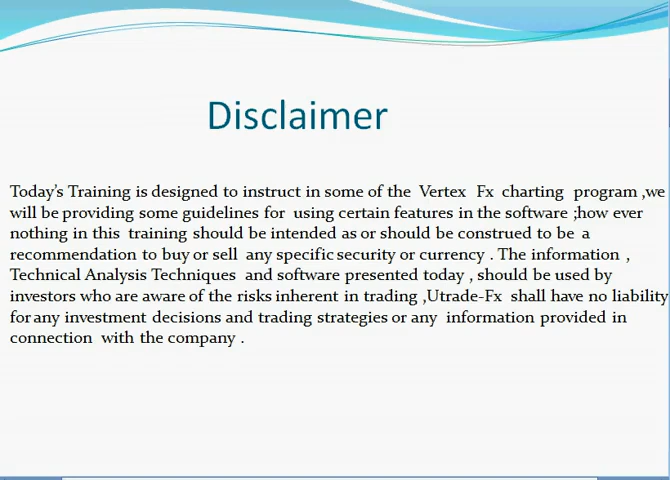 Disclaimer
Today's Training is designed to instruct in some of the Vertex Fx charting program ,we
will be providing some guidelines for using certain features in the software ;how ever
nothing in this training should be intended as or should be construed to be a
recommendation to buy or sell any specific security or currency . The information ,
Technical Analysis Techniques and software presented today , should be used by
investors who are aware of the risks inherent in trading ,Utrade-Fx shall have no liability
for any investment decisions and trading strategies or any information provided in
connection with the company .